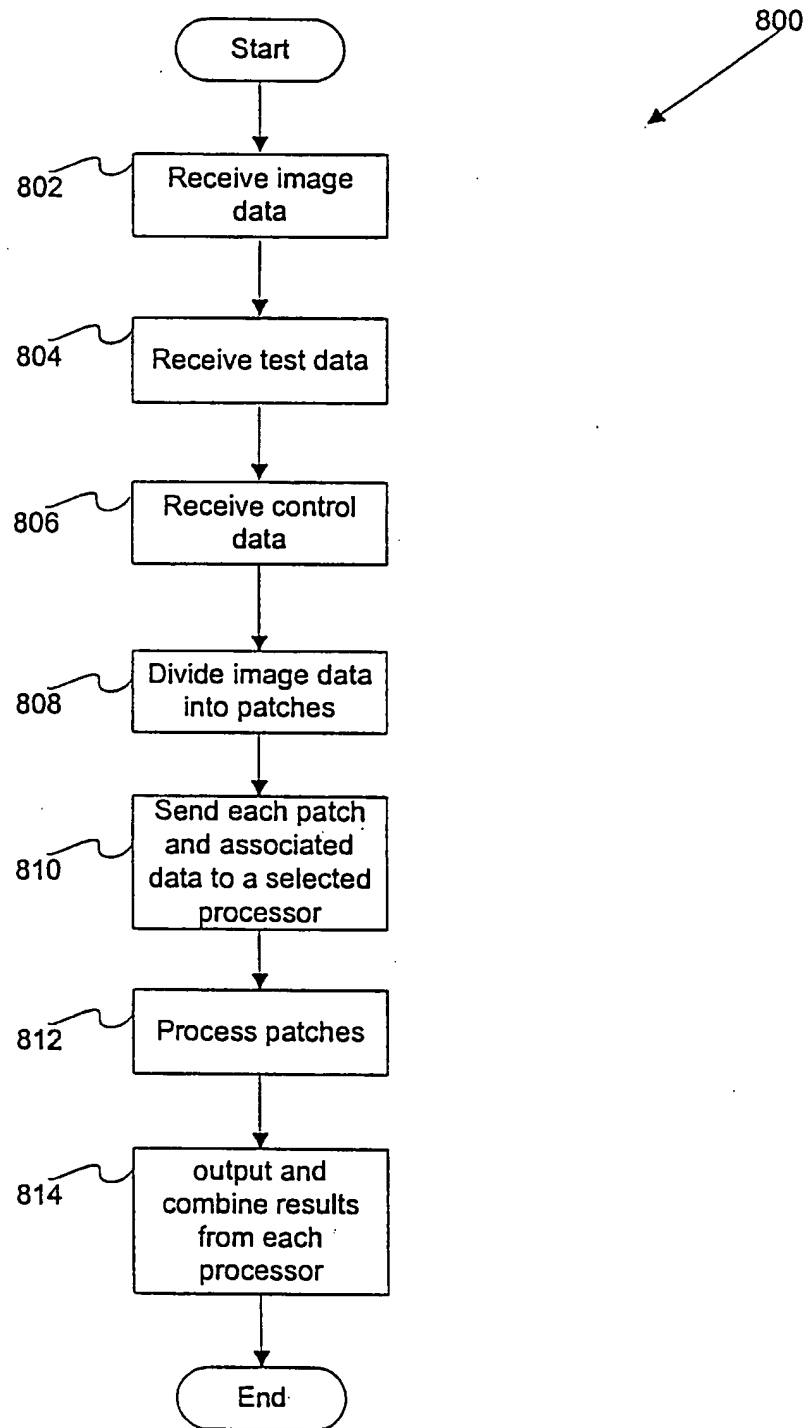 800
Start
802
Receive image
data
804
Receive test data
806
Receive control
data
808
Divide image data
into patches
810
Send each patch
and associated
data to a selected
processor
812
Process patches
814
output and
combine results
from each
processor
End